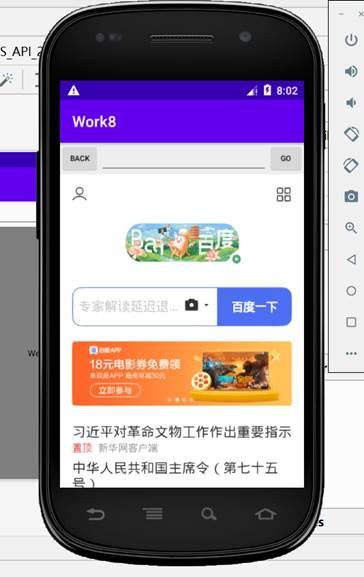 S_API_2
8:02
Work8
BACK
GO
Bai 百度
专家解读延迟退...
百度一下
百度APP
18元电影券免费领
来百度APP 最高可减30元
立即参与
习近平对革命文物工作作出重要指示
置顶 新华网客户端
中华人民共和国主席令（第七十五
号）
We
s